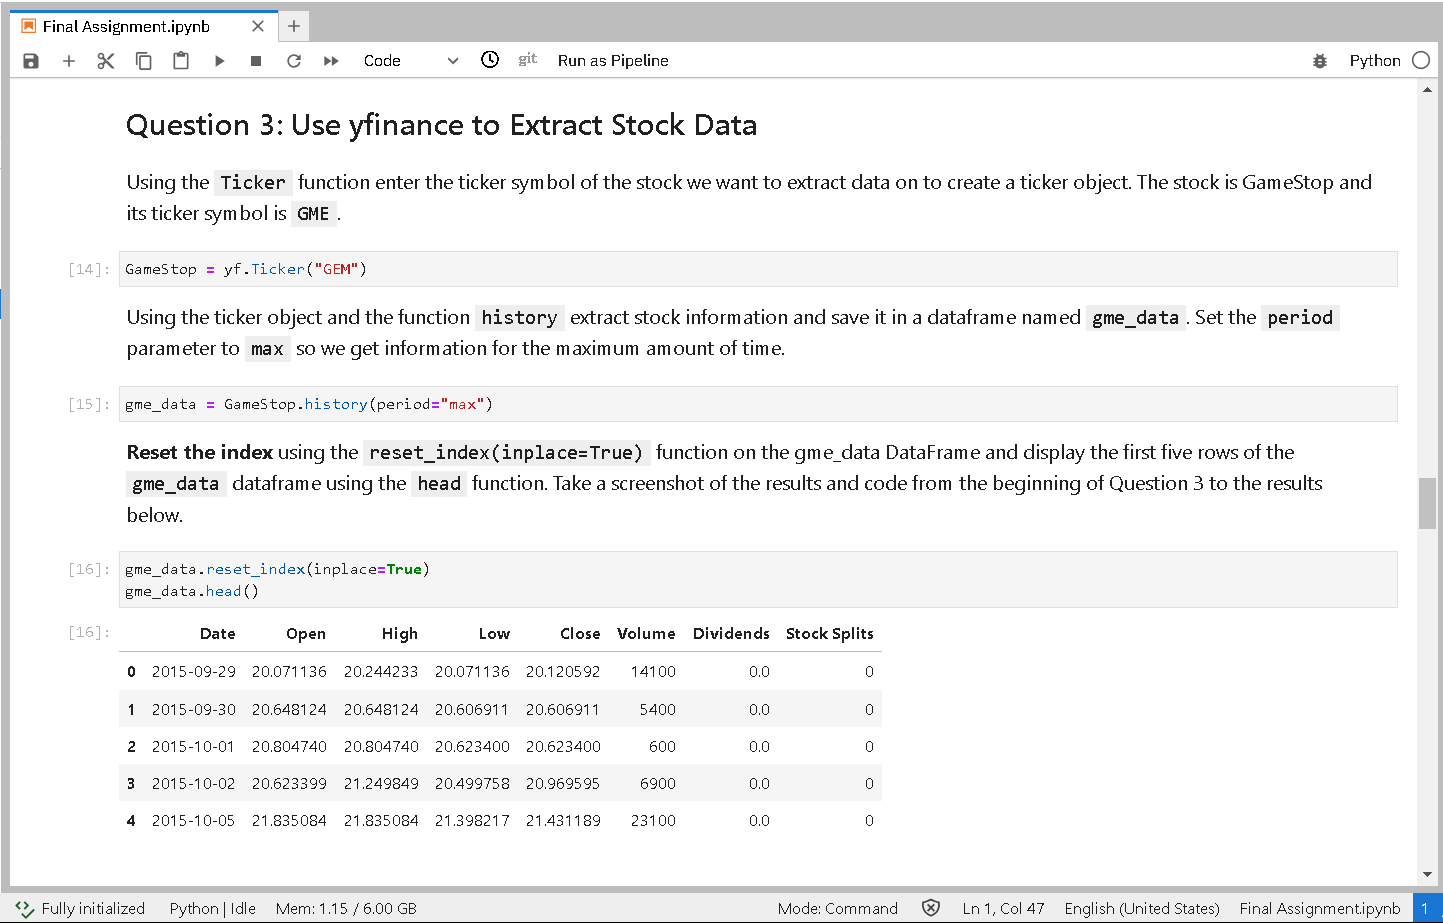 Final Assignment.ipynb
Code
git
Run as Pipeline
Python
Question 3: Use yfinance to Extract Stock Data
Using the Ticker function enter the ticker symbol of the stock we want to extract data on to create a ticker object. The stock is GameStop and
its ticker symbol is GME .
[14]: GameStop = yf.Ticker("GEM")
Using the ticker object and the function history extract stock information and save it in a dataframe named gme_data . Set the period
parameter to max so we get information for the maximum amount of time.
[15]: gme_data = GameStop.history(period="max")
Reset the index using the reset_index(inplace=True) function on the gme_data DataFrame and display the first five rows of the
gme_data dataframe using the head function. Take a screenshot of the results and code from the beginning of Question 3 to the results
below.
[16]: gme_data.reset_index(inplace=True)
gme_data.head()
[16]: Date Open High Low Close Volume Dividends Stock Splits
0 2015-09-29 20.071136 20.244233 20.071136 20.120592 14100 0.0 0
1 2015-09-30 20.648124 20.648124 20.606911 20.606911 5400 0.0 0
2 2015-10-01 20.804740 20.804740 20.623400 20.623400 600 0.0 0
3 2015-10-02 20.623399 21.249849 20.499758 20.969595 6900 0.0 0
4 2015-10-05 21.835084 21.835084 21.398217 21.431189 23100 0.0 0
Fully initialized Python | Idle Mem: 1.15 / 6.00 GB Mode: Command Ln 1, Col 47 English (United States) Final Assignment.ipynb 1